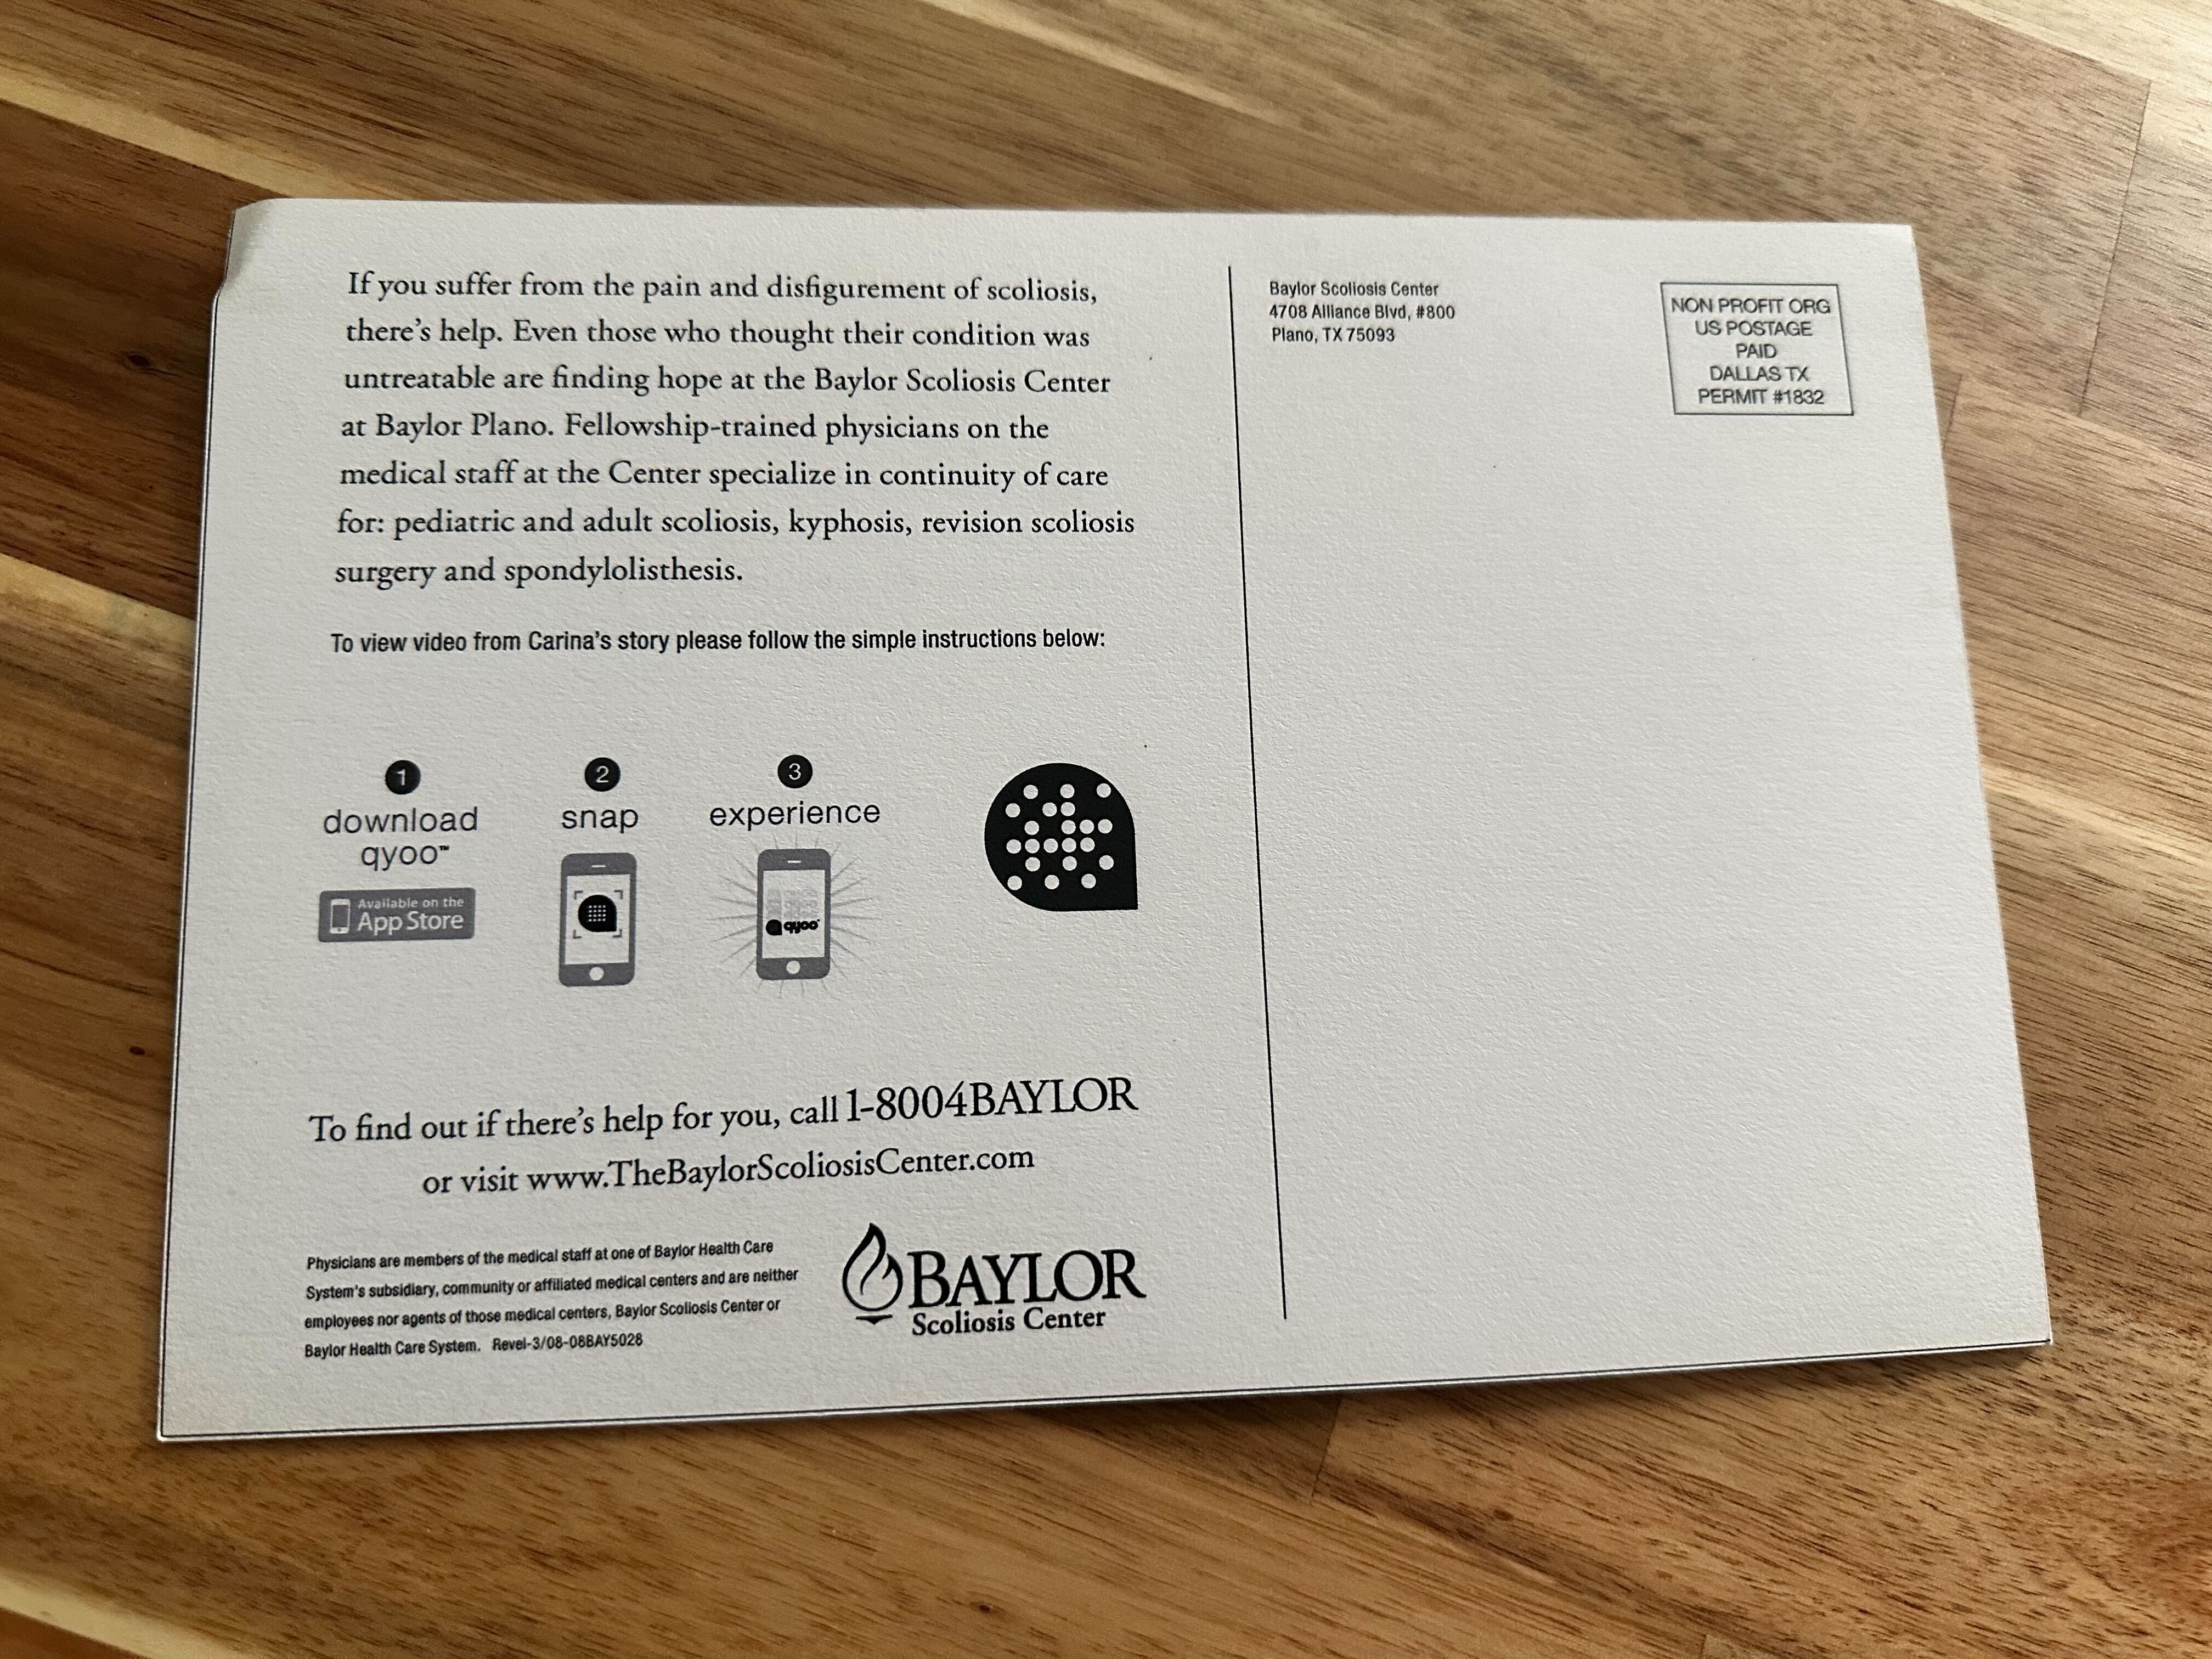 If you suffer from the pain and disfigurement of scoliosis,
there's help. Even those who thought their condition was
untreatable are finding hope at the Baylor Scoliosis Center
at Baylor Plano. Fellowship-trained physicians on the
medical staff at the Center specialize in continuity of care
for: pediatric and adult scoliosis, kyphosis, revision scoliosis
surgery and spondylolisthesis.
To view video from Carina's story please follow the simple instructions below:
1
download
qyoo™
Available on the
App Store
2
snap
3
experience
qyoo
To find out if there's help for you, call 1-8004BAYLOR
or visit www.TheBaylorScoliosisCenter.com
Physicians are members of the medical staff at one of Baylor Health Care
System's subsidiary, community or affiliated medical centers and are neither
employees nor agents of those medical centers, Baylor Scoliosis Center or
Baylor Health Care System. Revel-3/08-08BAY5028
BAYLOR
Scoliosis Center
Baylor Scoliosis Center
4708 Alliance Blvd, #800
Plano, TX 75093
NON PROFIT ORG
US POSTAGE
PAID
DALLAS TX
PERMIT #1832